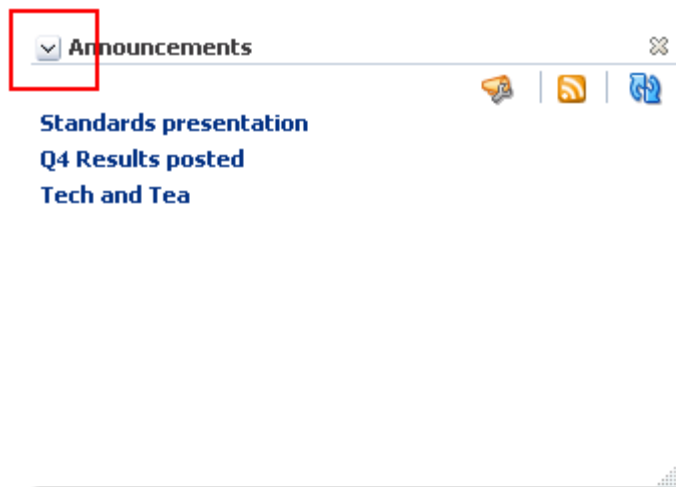 Announcements
Standards presentation
Q4 Results posted
Tech and Tea